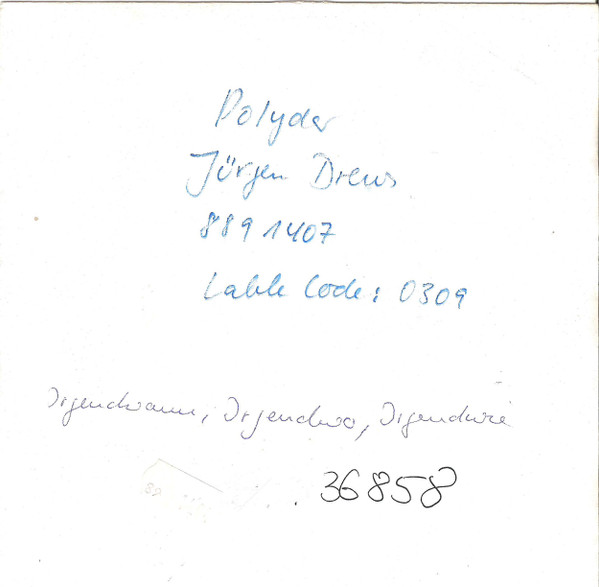 Polydor
Jürgen Drews
889 1407
Lable Code: 0309
Irgendwann, Irgendwo, Irgendwie
36858